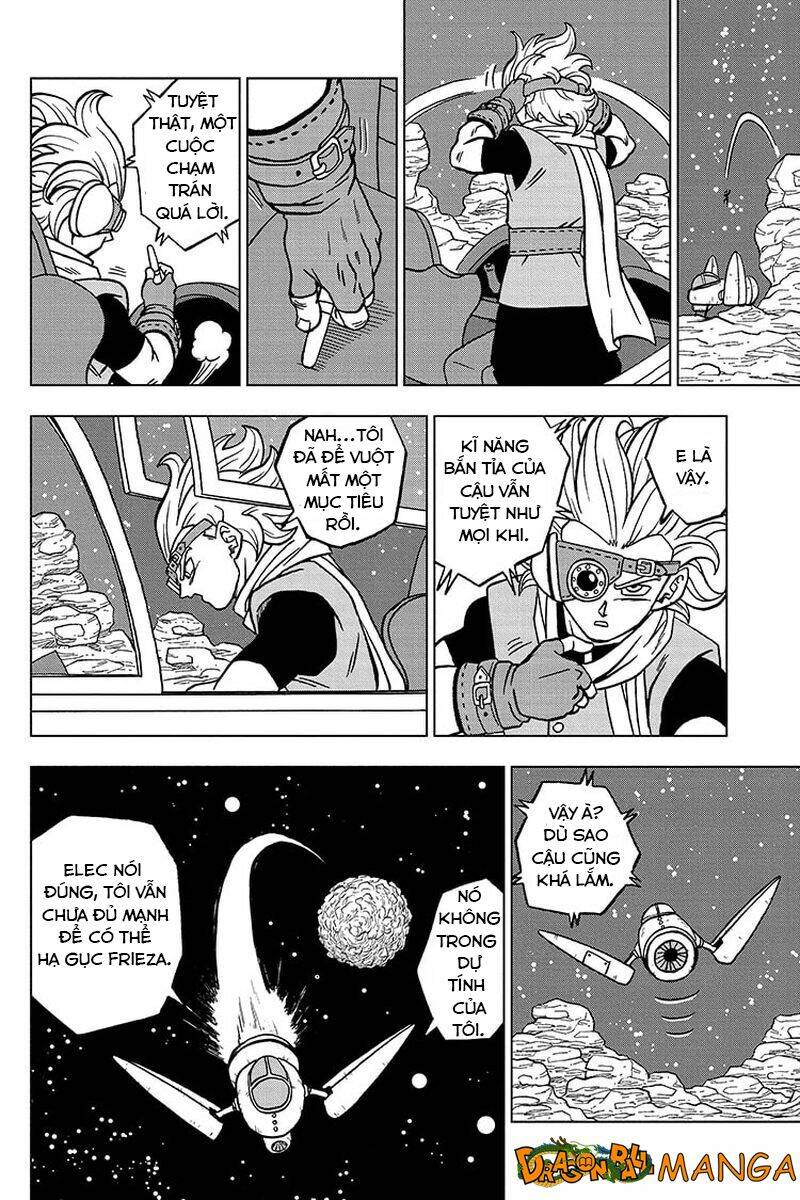 TUYỆT
THẬT, MỘT
CUỘC
CHẠM
TRÁN
QUÁ LỜI.
E LÀ
VẬY.
KĨ NĂNG
BẮN TỈA CỦA
CẬU VẪN
TUYỆT NHƯ
MỌI KHI.
NAH...TÔI
ĐÃ ĐỂ VUỘT
MẤT MỘT
MỤC TIÊU
RỒI.
VẬY À?
DÙ SAO
CẬU CŨNG
KHÁ LẮM.
NÓ
KHÔNG
TRONG
DỰ
TÍNH
CỦA
TÔI.
ELEC NÓI
ĐÚNG, TÔI VẪN
CHƯA ĐỦ MẠNH
ĐỂ CÓ THỂ
HẠ GỤC FRIEZA.
DRAGON BALL MANGA